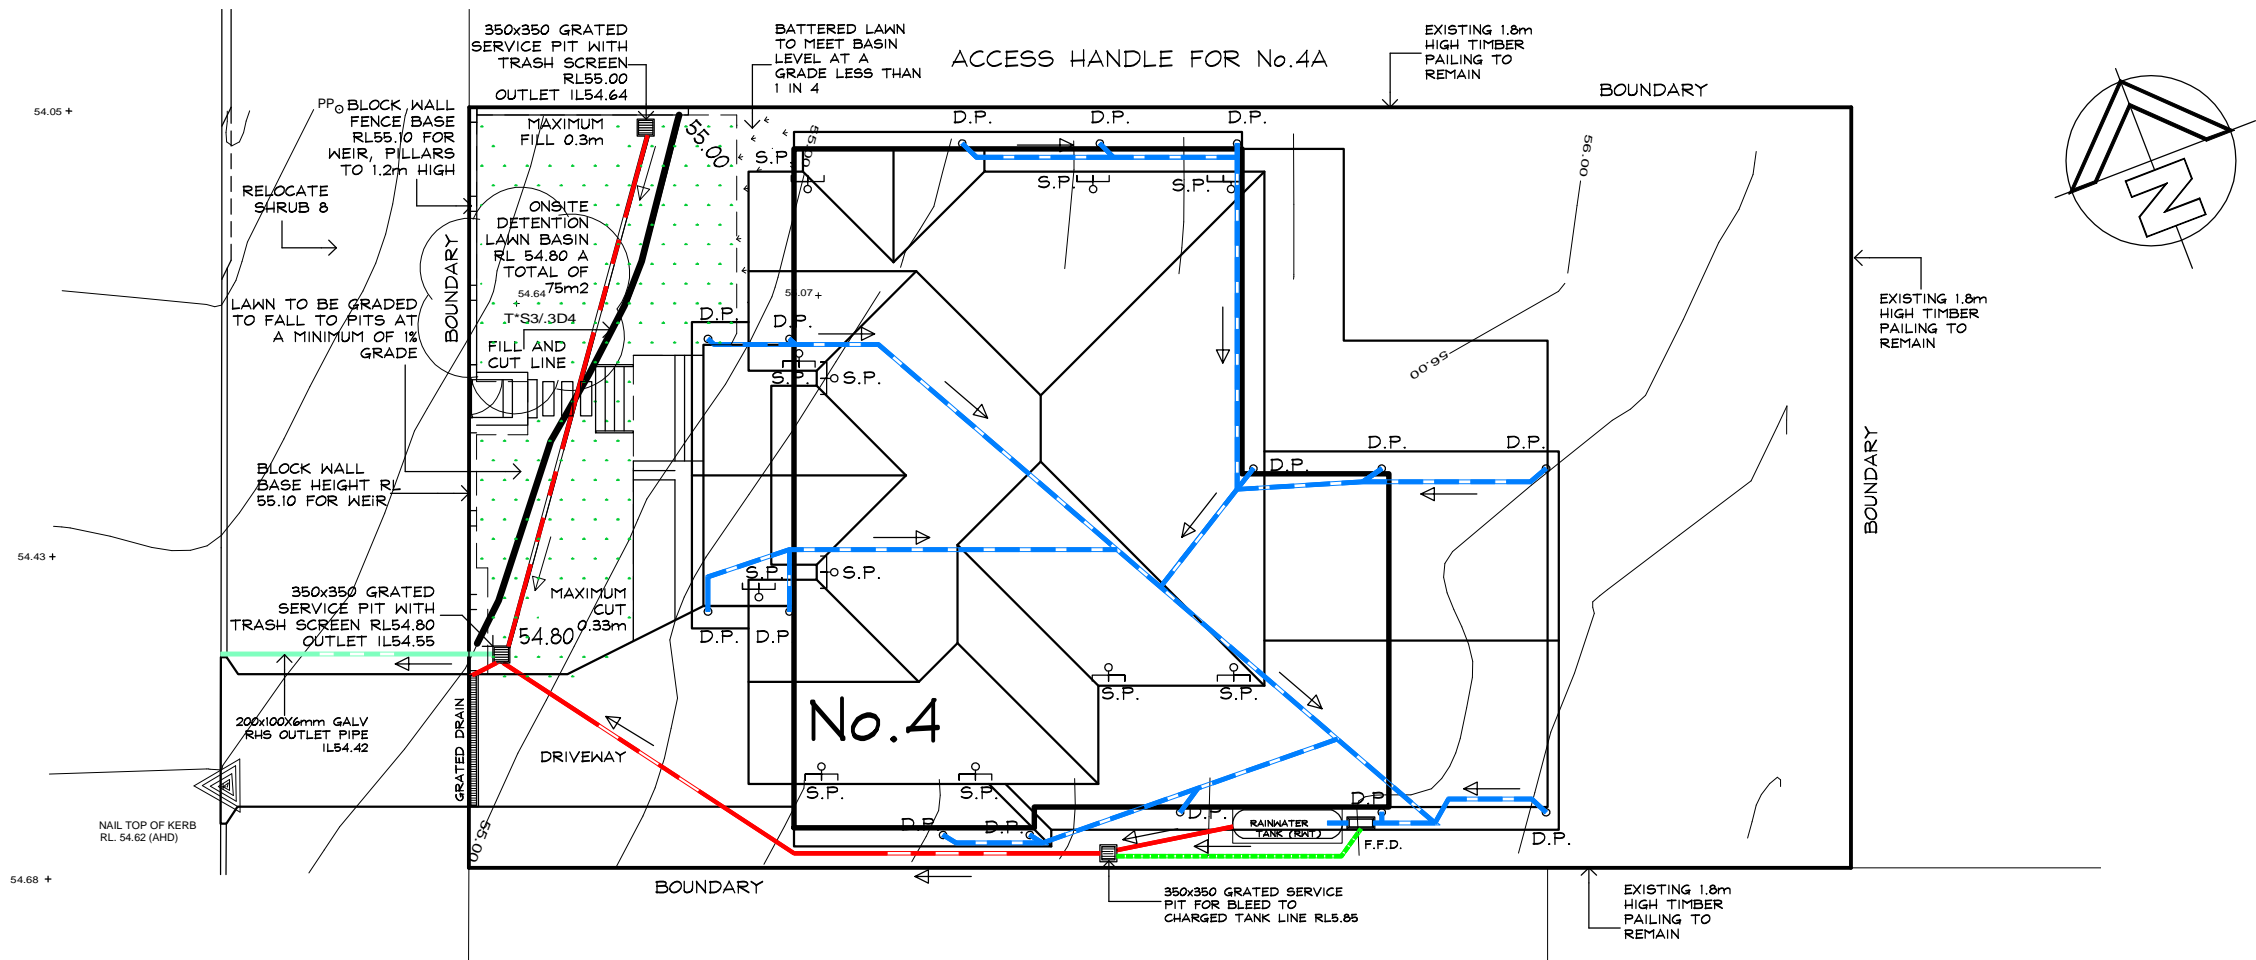 350x350 GRATED
SERVICE PIT WITH
TRASH SCREEN
RL55.00
OUTLET IL54.64
BATTERED LAWN
TO MEET BASIN
LEVEL AT A
GRADE LESS THAN
1 IN 4
ACCESS HANDLE FOR No.4A
EXISTING 1.8m
HIGH TIMBER
PAILING TO
REMAIN
BOUNDARY
54.05
PP
BLOCK WALL
FENCE BASE
RL55.10 FOR
WEIR, PILLARS
TO 1.2m HIGH
MAXIMUM
FILL 0.3m
55.00
55.00
D.P.
D.P.
D.P.
S.P.
S.P.
S.P.
56.00
N
RELOCATE
SHRUB 8
ONSITE
DETENTION
LAWN BASIN
RL 54.80 A
TOTAL OF
75m2
54.64
T*S3/.3D4
BOUNDARY
LAWN TO BE GRADED
TO FALL TO PITS AT
A MINIMUM OF 1%
GRADE
FILL AND
CUT LINE
D.P.
D.P.
S.P.
S.P.
56.00
EXISTING 1.8m
HIGH TIMBER
PAILING TO
REMAIN
BOUNDARY
BLOCK WALL
BASE HEIGHT RL
55.10 FOR WEiR
D.P.
D.P.
D.P.
54.43
S.P.
S.P.
350x350 GRATED
SERVICE PIT WITH
TRASH SCREEN RL54.80
OUTLET IL54.55
MAXIMUM
CUT
0.33m
54.80
D.P.
D.P
S.P.
S.P.
200x100X6mm GALV
RHS OUTLET PIPE
IL54.42
GRATED DRAIN
DRIVEWAY
No.4
S.P.
S.P.
NAIL TOP OF KERB
RL. 54.62 (AHD)
55.00
D.P.
D.P.
D.P.
D.P.
D.P.
RAINWATER
TANK (RWT)
F.F.D.
54.68
BOUNDARY
350x350 GRATED SERVICE
PIT FOR BLEED TO
CHARGED TANK LINE RL5.85
EXISTING 1.8m
HIGH TIMBER
PAILING TO
REMAIN